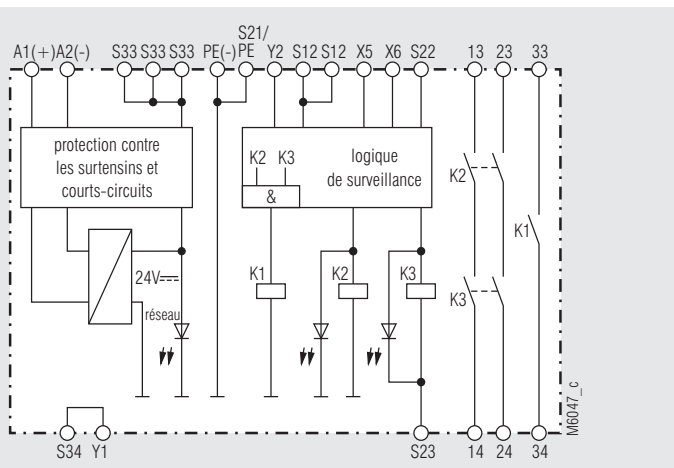 S21/
A1(+) A2(-) S33 S33 S33 PE(-) PE Y2 S12 S12 X5 X6 S22 13 23 33
protection contre
les surtensins et
courts-circuits
K2 K3
&
logique
de surveillance
K2
K1
24V
K1 K2 K3
K3
réseau
M6047_c
S34 Y1 S23 14 24 34